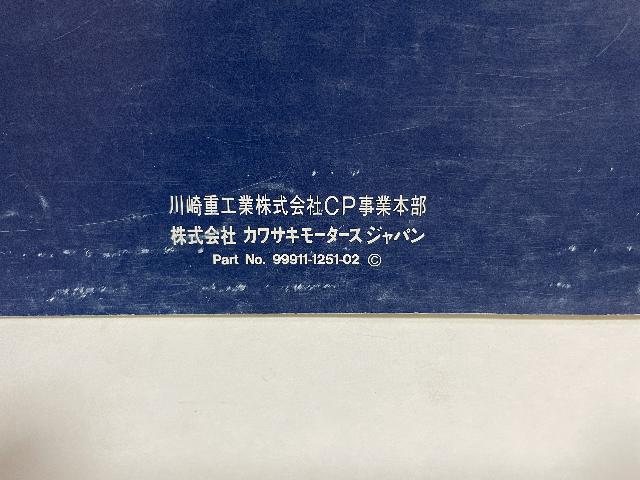 川崎重工業株式会社CP事業本部
株式会社 カワサキモータースジャパン
Part No. 99911-1251-02 ©